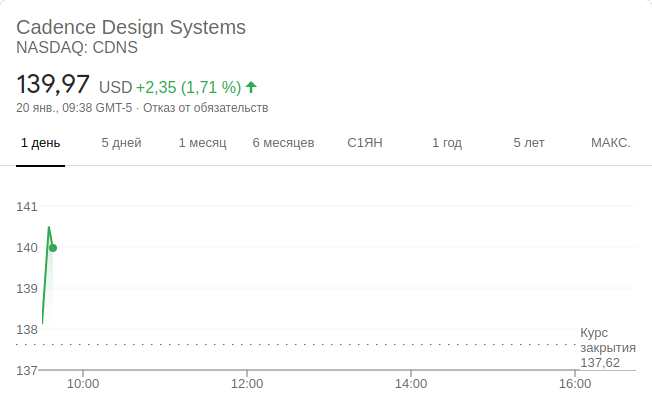 Cadence Design Systems
NASDAQ: CDNS
139,97 USD +2,35 (1,71 %)
20 янв., 09:38 GMT-5 · Отказ от обязательств
1 день 5 дней 1 месяц 6 месяцев С1ЯН 1 год 5 лет МАКС.
141
140
139
138
Курс
закрытия
137,62
137
10:00 12:00 14:00 16:00